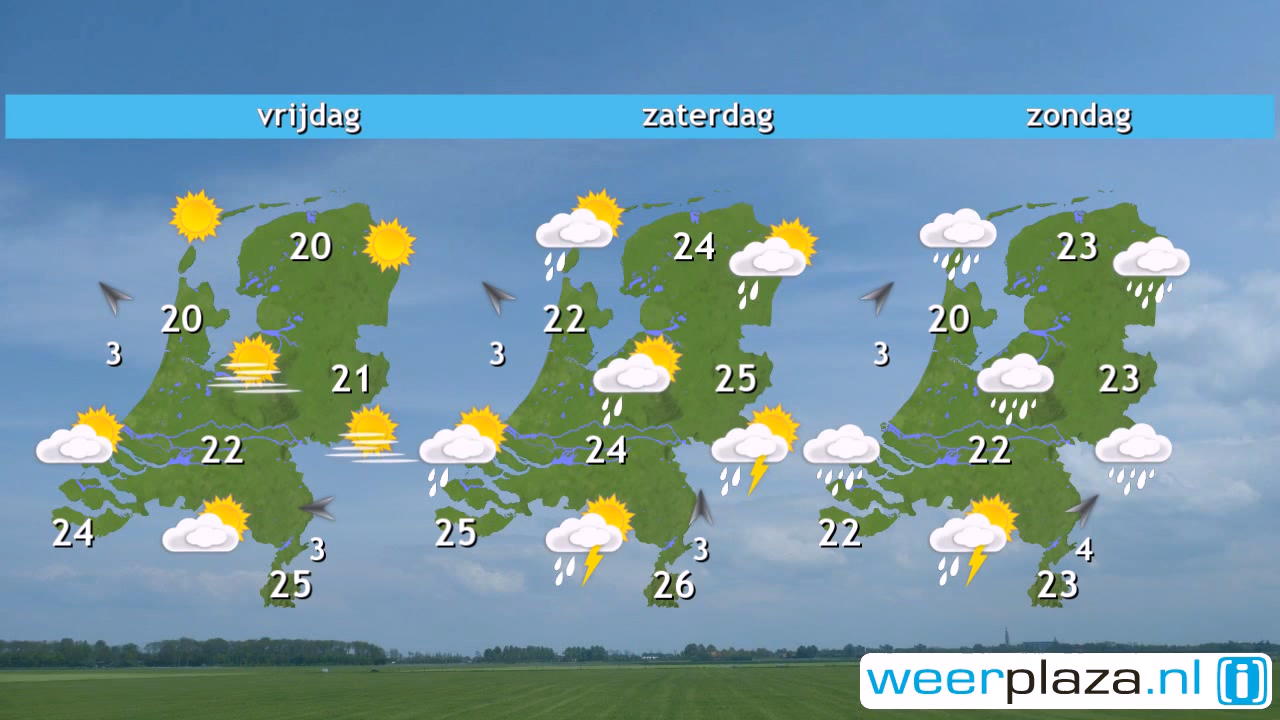 vrijdag zaterdag zondag
20 24 23
20 22 20
3 3 3
21 25 23
22 24 22
24 25 22
3 3 4
25 26 23
weerplaza.nl i